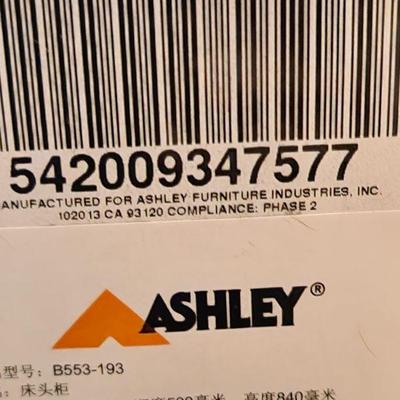 542009347577
ANUFACTURED FOR ASHLEY FURNITURE INDUSTRIES, INC.
102013 CA 93120 COMPLIANCE: PHASE 2
ASHLEY®
型号: B553-193
: 床头柜
高度840毫米